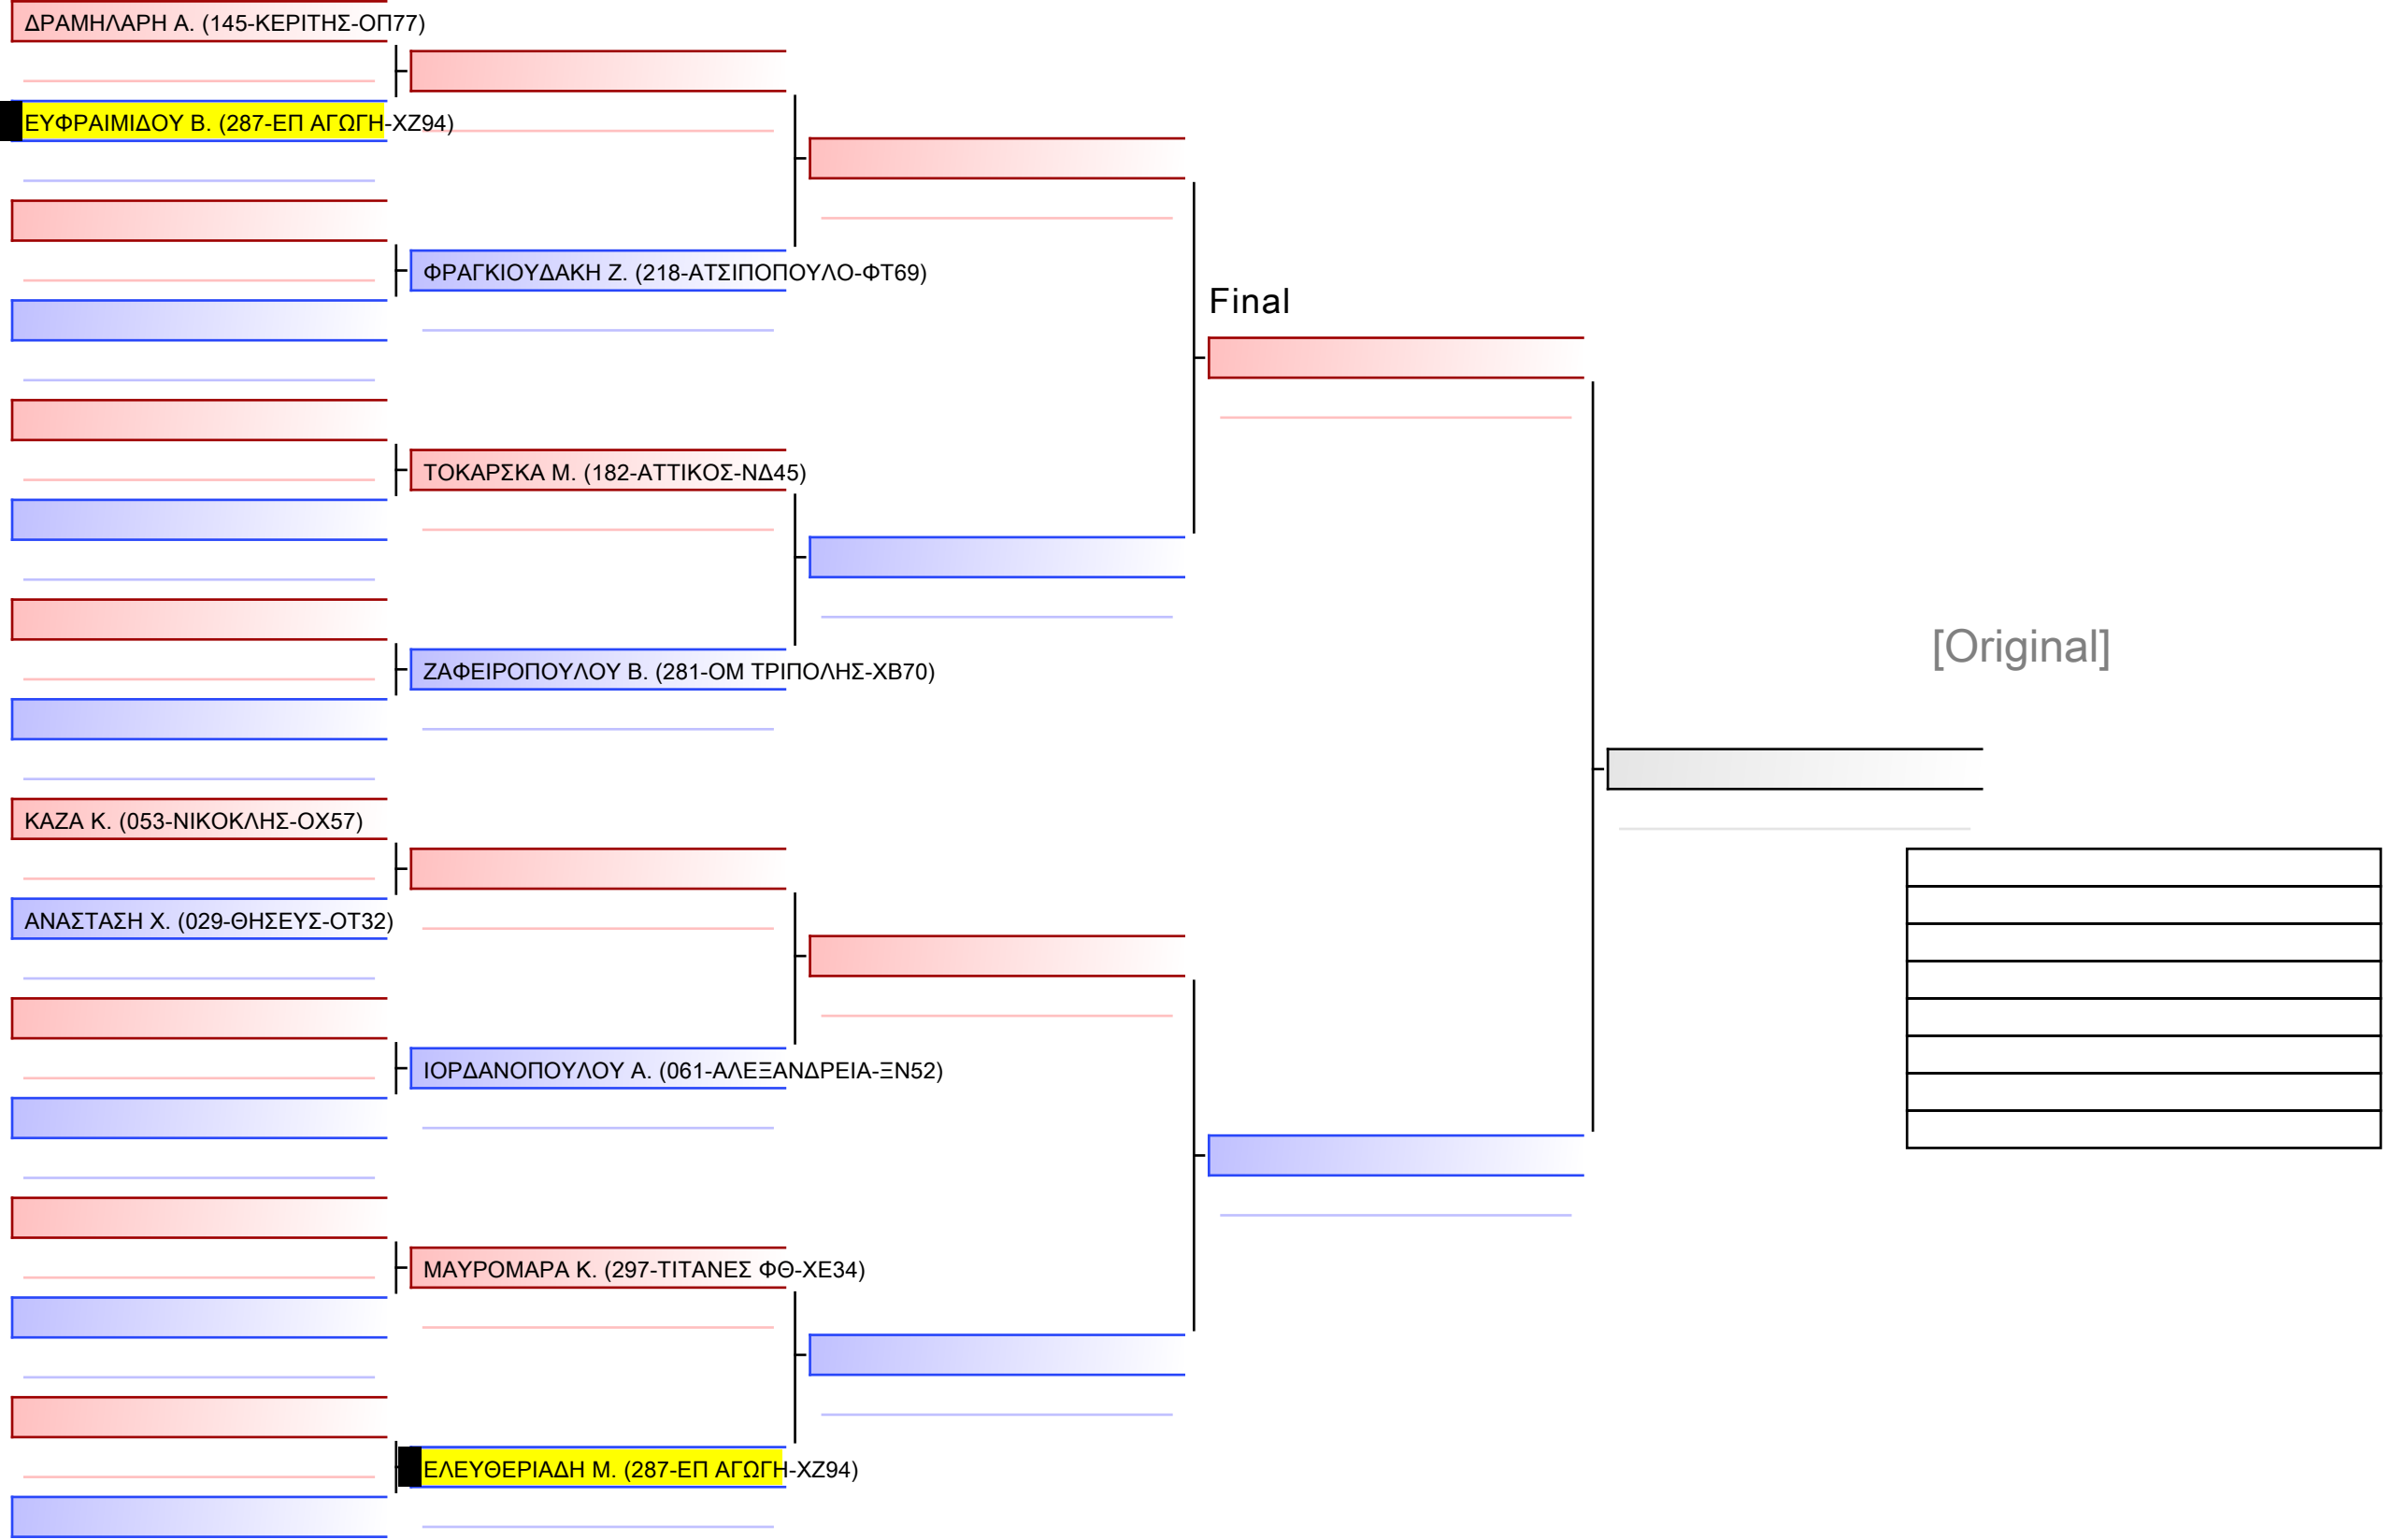 ΔΡΑΜΗΛΑΡΗ Α. (145-ΚΕΡΙΤΗΣ-ΟΠ77)
ΕΥΦΡΑΙΜΙΔΟΥ Β. (287-ΕΠ ΑΓΩΓΗ-ΧΖ94)
ΦΡΑΓΚΙΟΥΔΑΚΗ Ζ. (218-ΑΤΣΙΠΟΠΟΥΛΟ-ΦΤ69)
Final
ΤΟΚΑΡΣΚΑ Μ. (182-ΑΤΤΙΚΟΣ-ΝΔ45)
[Original]
ΖΑΦΕΙΡΟΠΟΥΛΟΥ Β. (281-ΟΜ ΤΡΙΠΟΛΗΣ-ΧΒ70)
ΚΑΖΑ Κ. (053-ΝΙΚΟΚΛΗΣ-ΟΧ57)
ΑΝΑΣΤΑΣΗ Χ. (029-ΘΗΣΕΥΣ-ΟΤ32)
ΙΟΡΔΑΝΟΠΟΥΛΟΥ Α. (061-ΑΛΕΞΑΝΔΡΕΙΑ-ΞΝ52)
ΜΑΥΡΟΜΑΡΑ Κ. (297-ΤΙΤΑΝΕΣ ΦΘ-ΧΕ34)
ΕΛΕΥΘΕΡΙΑΔΗ Μ. (287-ΕΠ ΑΓΩΓΗ-ΧΖ94)